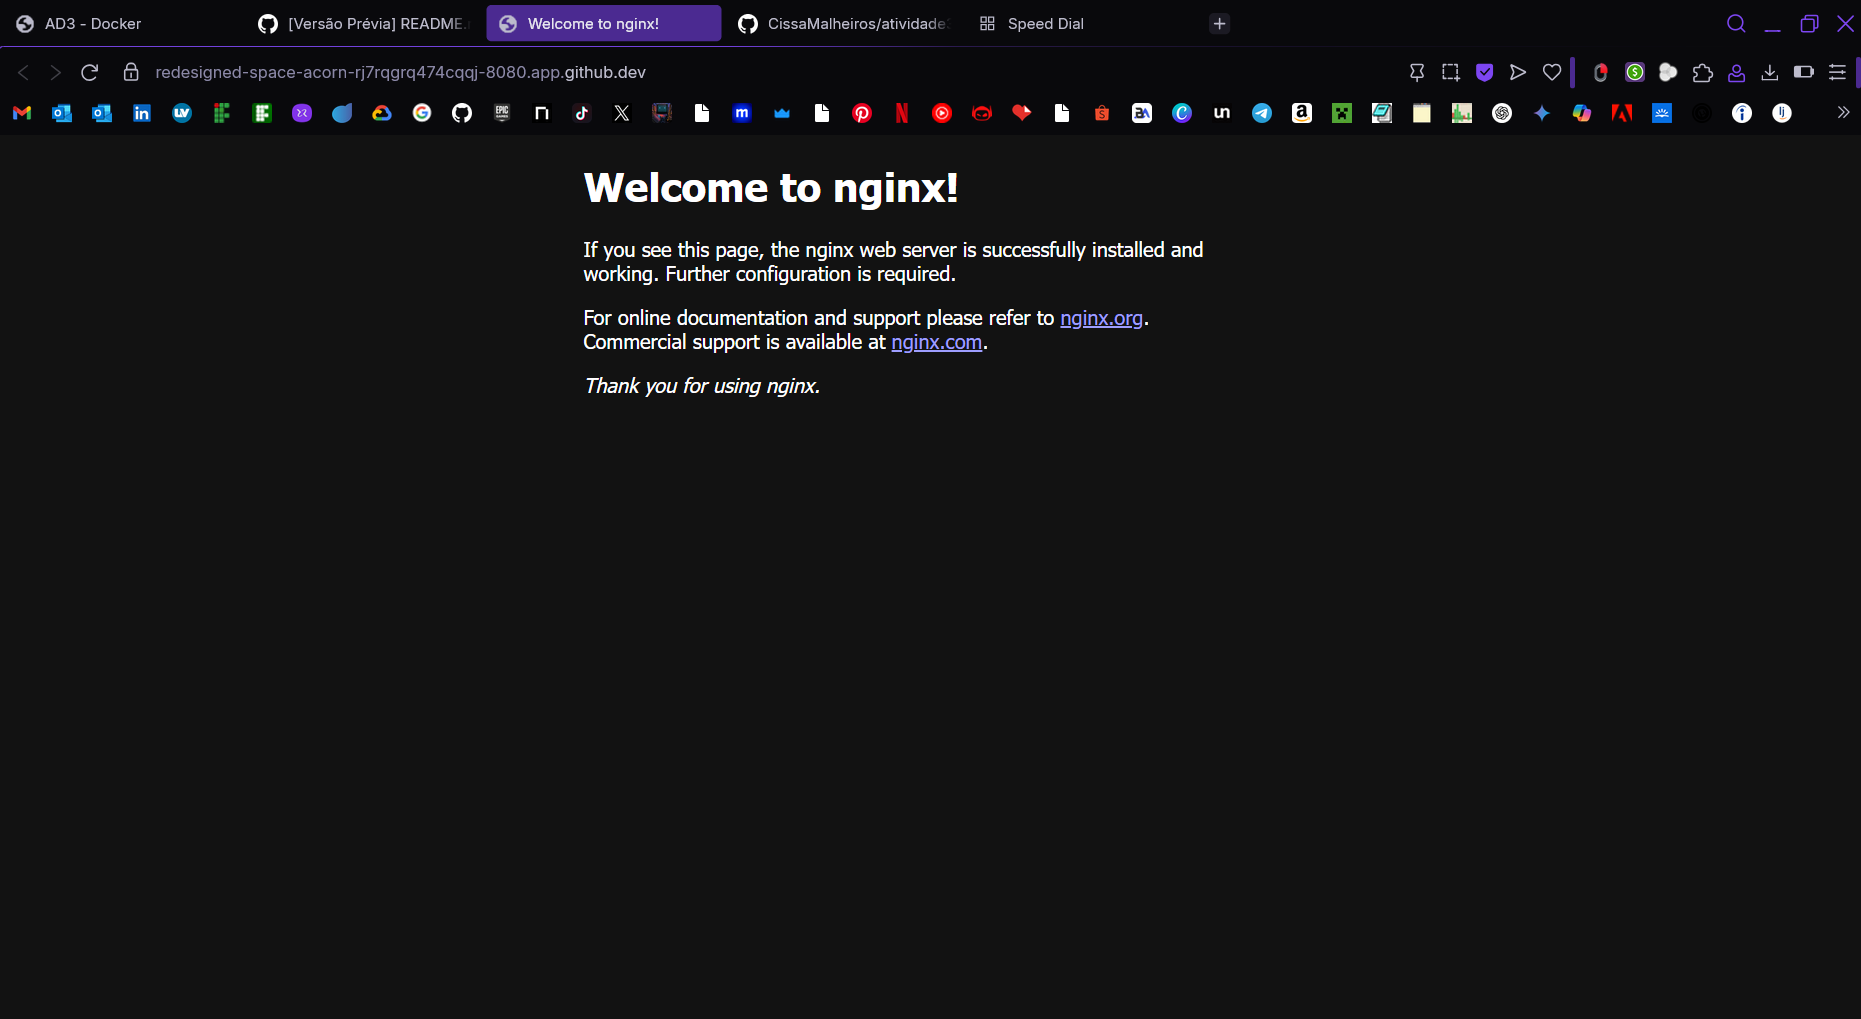 AD3 - Docker
[Versão Prévia] README.
Welcome to nginx!
CissaMalheiros/atividade
Speed Dial
redesigned-space-acorn-rj7rqgrq474cqqj-8080.app.github.dev
Welcome to nginx!
If you see this page, the nginx web server is successfully installed and
working. Further configuration is required.
For online documentation and support please refer to nginx.org.
Commercial support is available at nginx.com.
Thank you for using nginx.